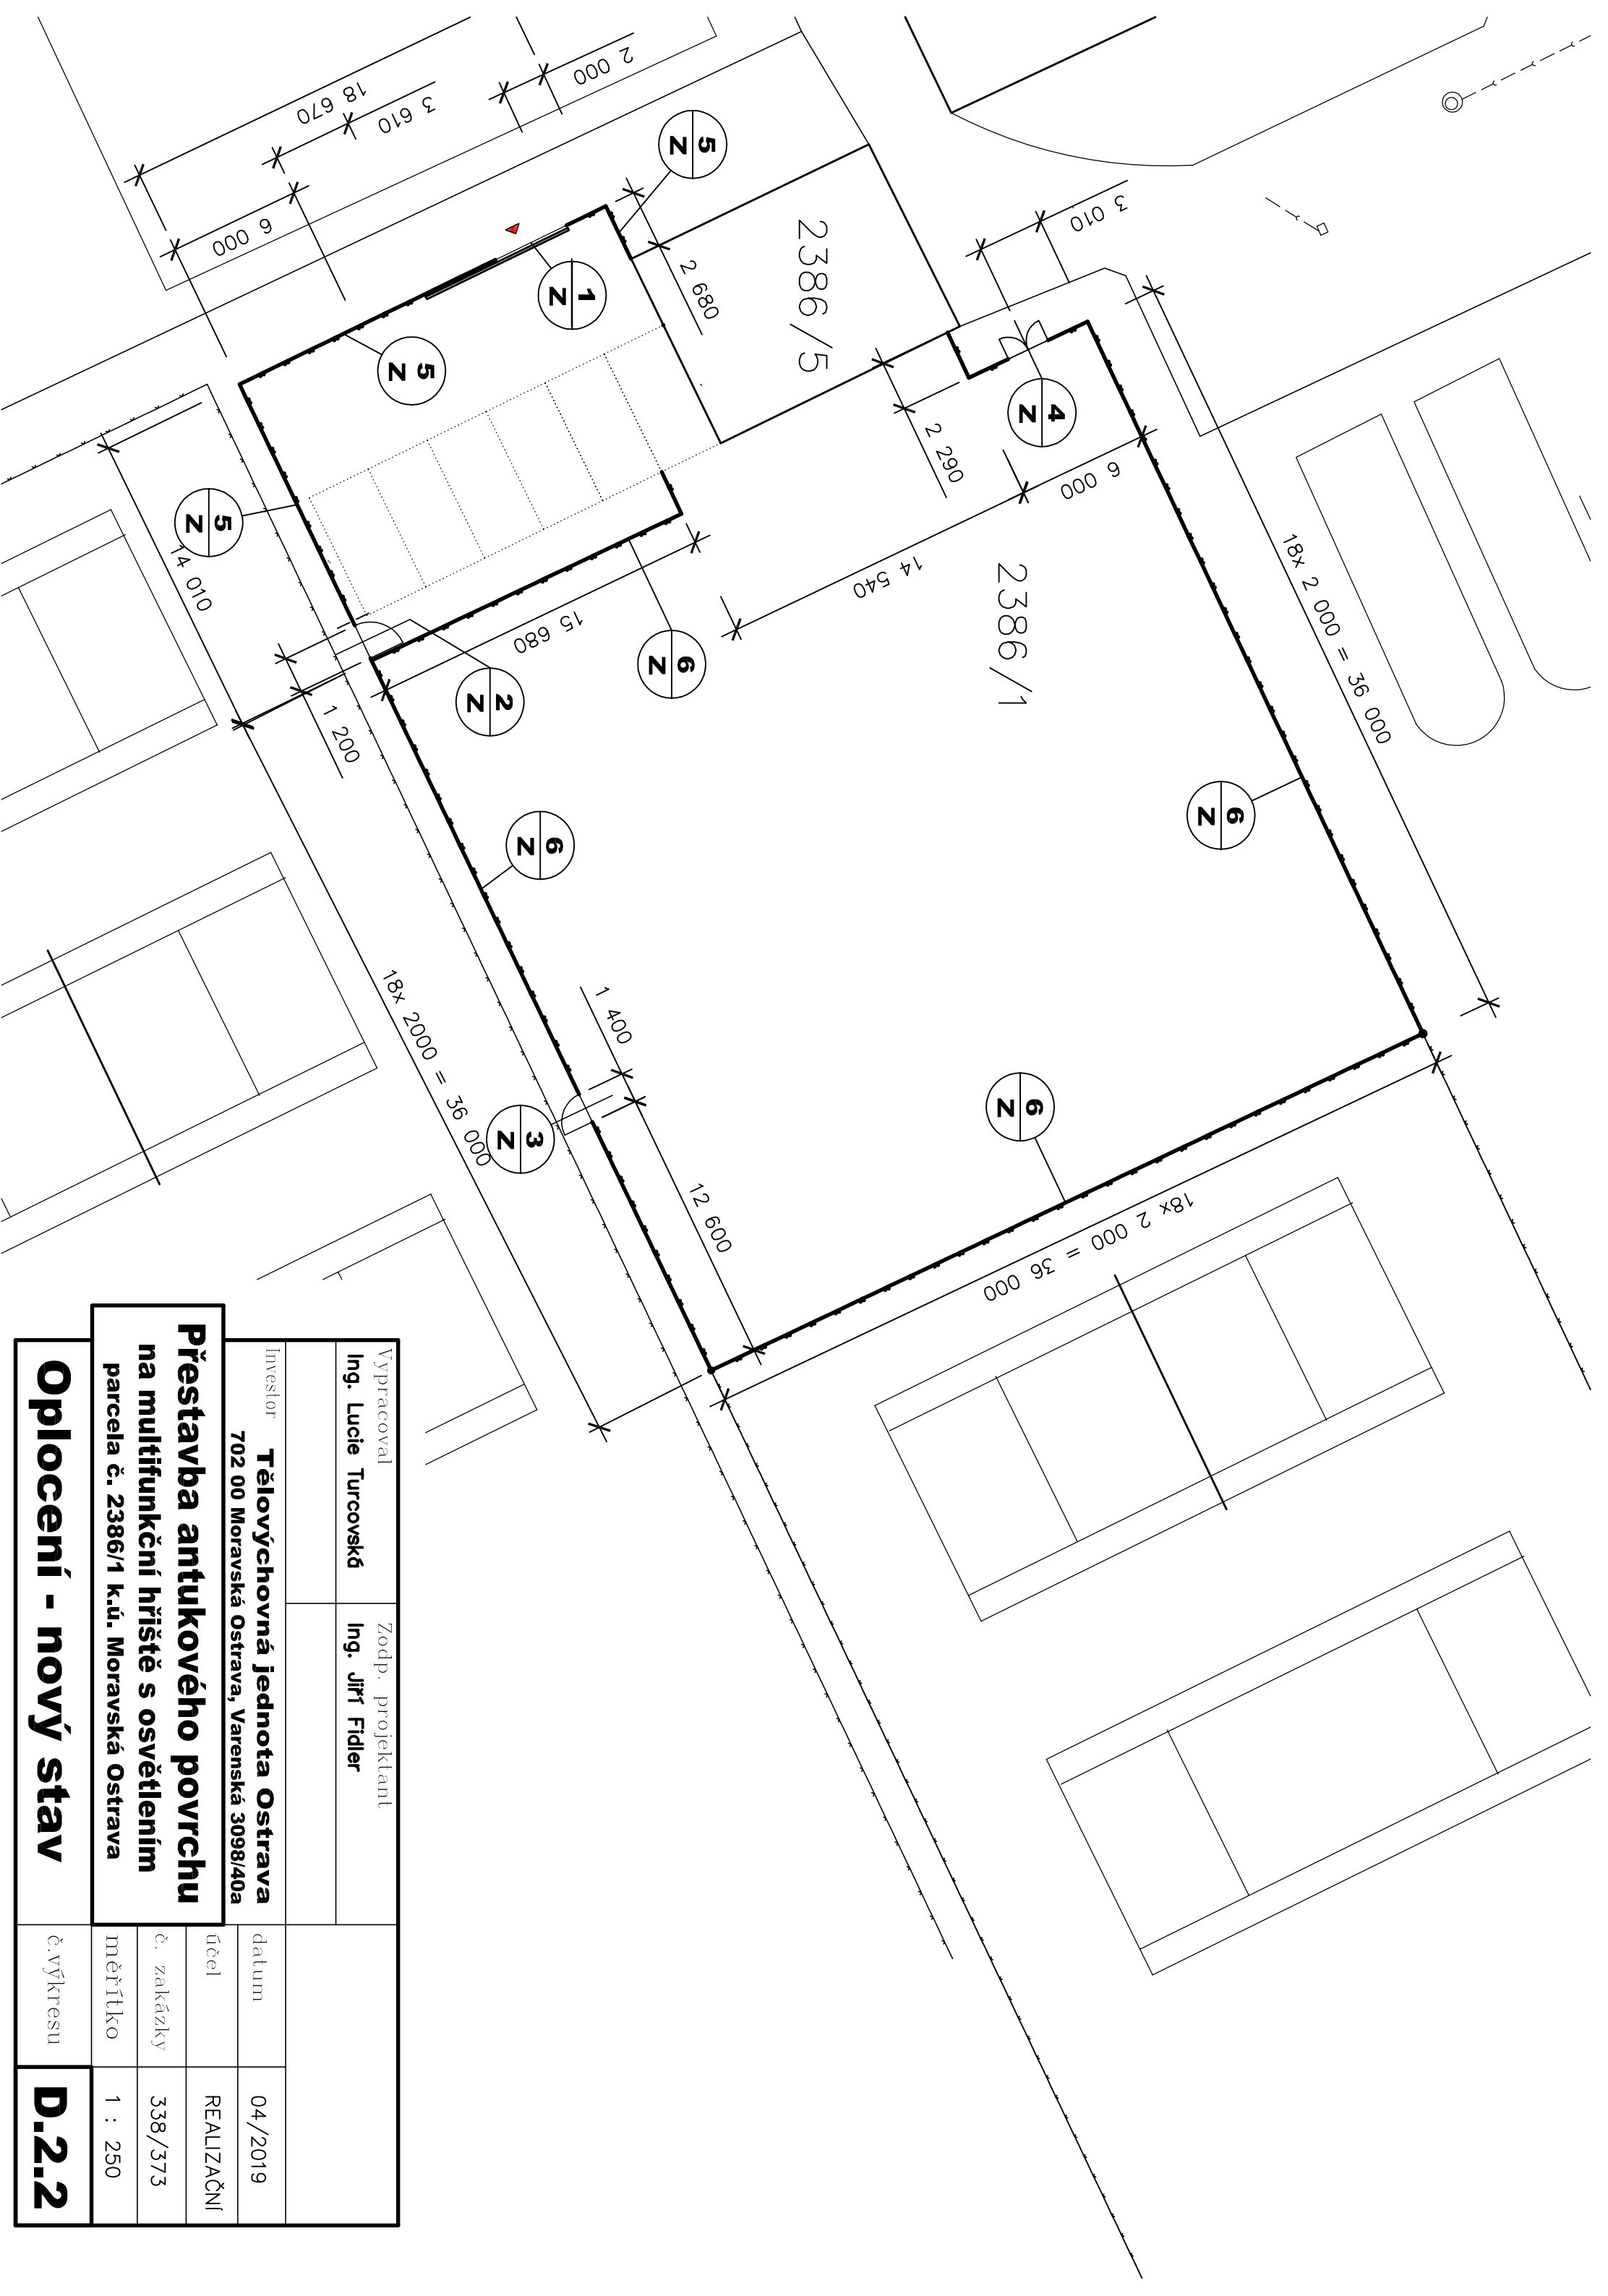 18 670
3 610
2 000
6 000
5
Z
1
Z
5
Z
2 680
2386/5
3 010
4
Z
2 290
6 000
14 540
18x 2 000 = 36 000
2386/1
5
Z
14 010
15 680
6
Z
2
Z
1 200
6
Z
6
Z
18x 2000 = 36 000
1 400
3
Z
12 600
6
Z
18x 2 000 = 36 000
Vypracoval
Ing. Lucie Turcovská
Zodp. projektant
Ing. Jiří Fidler
Investor
Tělovýchovná jednota Ostrava
702 00 Moravská Ostrava, Varenská 3098/40a
Přestavba antukového povrchu
na multifunkční hřiště s osvětlením
parcela č. 2386/1 k.ú. Moravská Ostrava
Oplocení - nový stav
datum
04/2019
účel
REALIZAČNÍ
č. zakázky
338/373
měřítko
1 : 250
č.výkresu
D.2.2